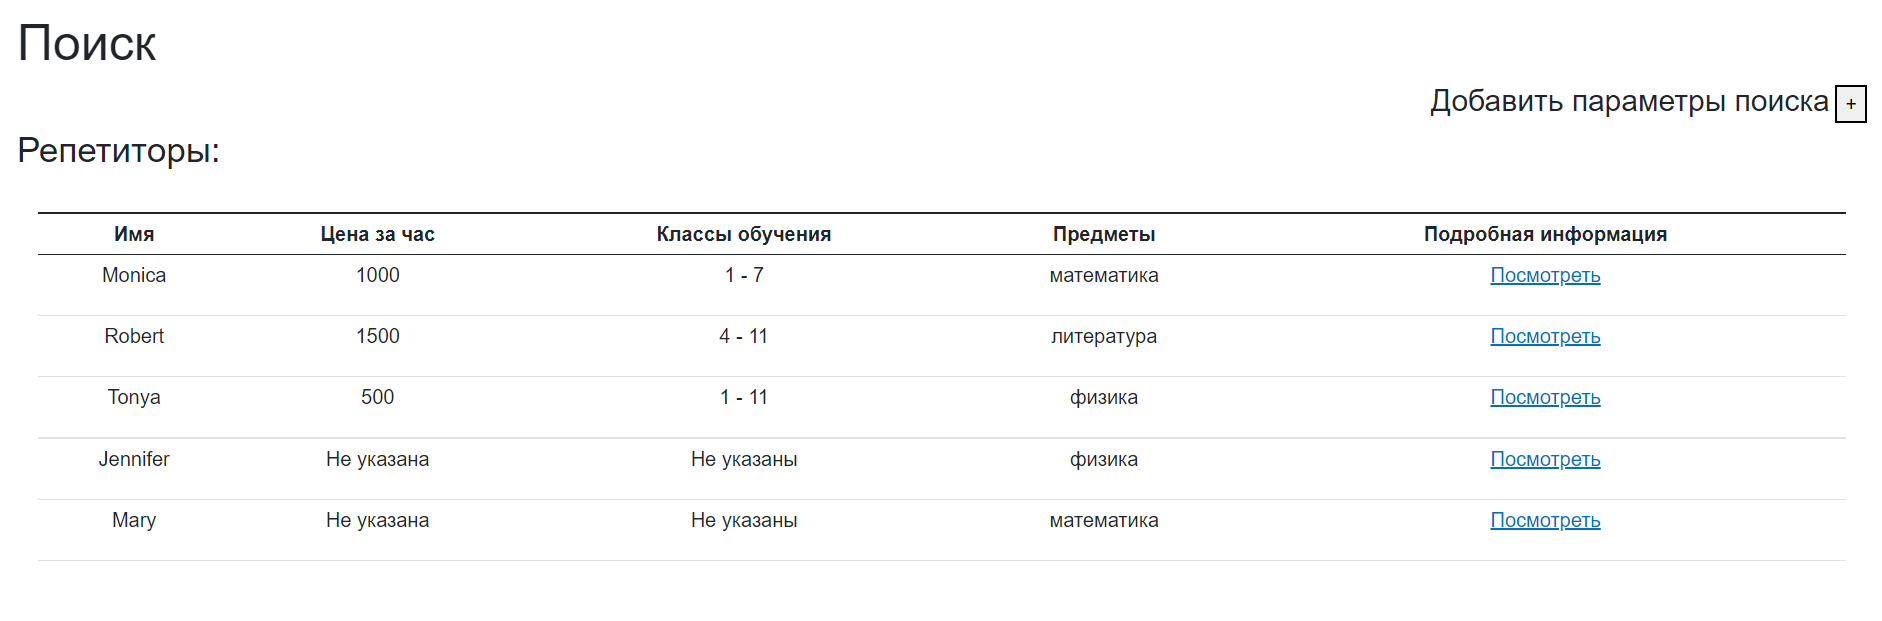 Поиск
Добавить параметры поиска +
Репетиторы:
Имя Цена за час Классы обучения Предметы Подробная информация
Monica 1000 1 - 7 математика Посмотреть
Robert 1500 4 - 11 литература Посмотреть
Tonya 500 1 - 11 физика Посмотреть
Jennifer Не указана Не указаны физика Посмотреть
Mary Не указана Не указаны математика Посмотреть